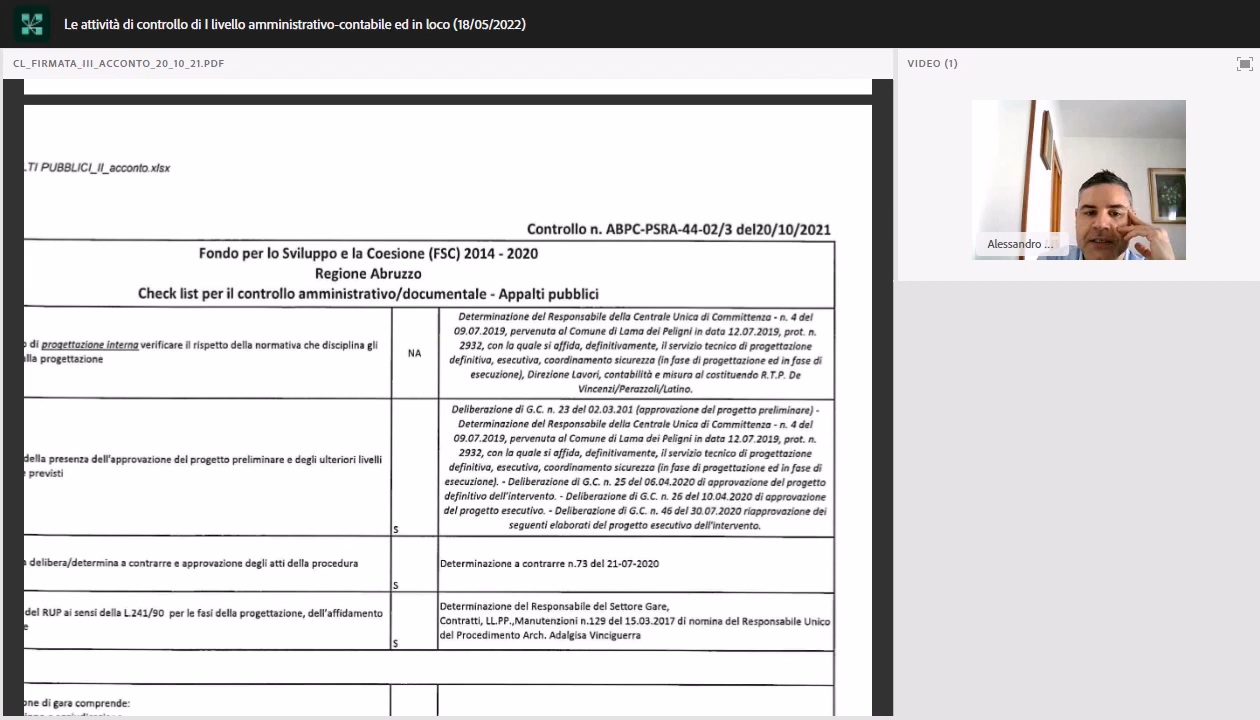 Le attività di controllo di I livello amministrativo-contabile ed in loco (18/05/2022)
CL_FIRMATA_III_ACCONTO_20_10_21.PDF
VIDEO (1)
Alessandro ...
LTI PUBBLICI_II_acconto.xlsx
Controllo n. ABPC-PSRA-44-02/3 del20/10/2021
Fondo per lo Sviluppo e la Coesione (FSC) 2014 - 2020
Regione Abruzzo
Check list per il controllo amministrativo/documentale - Appalti pubblici
di progettazione interna verificare il rispetto della normativa che disciplina gli
lla progettazione
NA
Determinazione del Responsabile della Centrale Unica di Committenza - n. 4 del
09.07.2019, pervenuta al Comune di Lama dei Peligni in data 12.07.2019, prot. n.
2932, con la quale si affida, definitivamente, il servizio tecnico di progettazione
definitiva, esecutiva, coordinamento sicurezza (in fase di progettazione ed in fase di
esecuzione), Direzione Lavori, contabilità e misura al costituendo R.T.P. De
Vincenzi/Perazzoli/Latino.
della presenza dell'approvazione del progetto preliminare e degli ulteriori livelli
previsti
S
Deliberazione di G.C. n. 23 del 02.03.201 (approvazione del progetto preliminare) -
Determinazione del Responsabile della Centrale Unica di Committenza - n. 4 del
09.07.2019, pervenuta al Comune di Lama dei Peligni in data 12.07.2019, prot. n.
2932, con la quale si affida, definitivamente, il servizio tecnico di progettazione
definitiva, esecutiva, coordinamento sicurezza (in fase di progettazione ed in fase di
esecuzione). - Deliberazione di G.C. n. 25 del 06.04.2020 di approvazione del progetto
definitivo dell'intervento. - Deliberazione di G.C. n. 26 del 10.04.2020 di approvazione
del progetto esecutivo. - Deliberazione di G.C. n. 46 del 30.07.2020 riapprovazione dei
seguenti elaborati del progetto esecutivo dell'intervento.
delibera/determina a contrarre e approvazione degli atti della procedura
S
Determinazione a contrarre n.73 del 21-07-2020
del RUP ai sensi della L.241/90 per le fasi della progettazione, dell'affidamento
e
S
Determinazione del Responsabile del Settore Gare,
Contratti, LL.PP.,Manutenzioni n.129 del 15.03.2017 di nomina del Responsabile Unico
del Procedimento Arch. Adalgisa Vinciguerra
one di gara comprende: